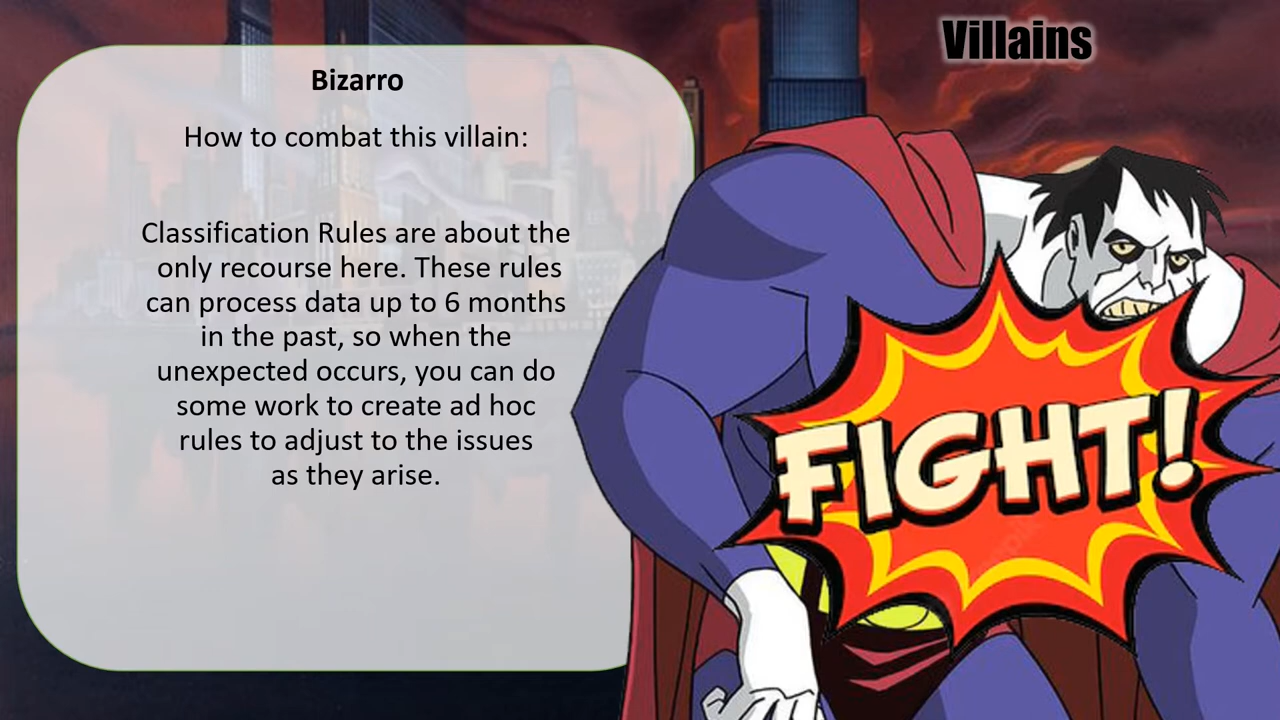 Villains
Bizarro
How to combat this villain:
Classification Rules are about the
only recourse here. These rules
can process data up to 6 months
in the past, so when the
unexpected occurs, you can do
some work to create ad hoc
rules to adjust to the issues
as they arise.
FIGHT!